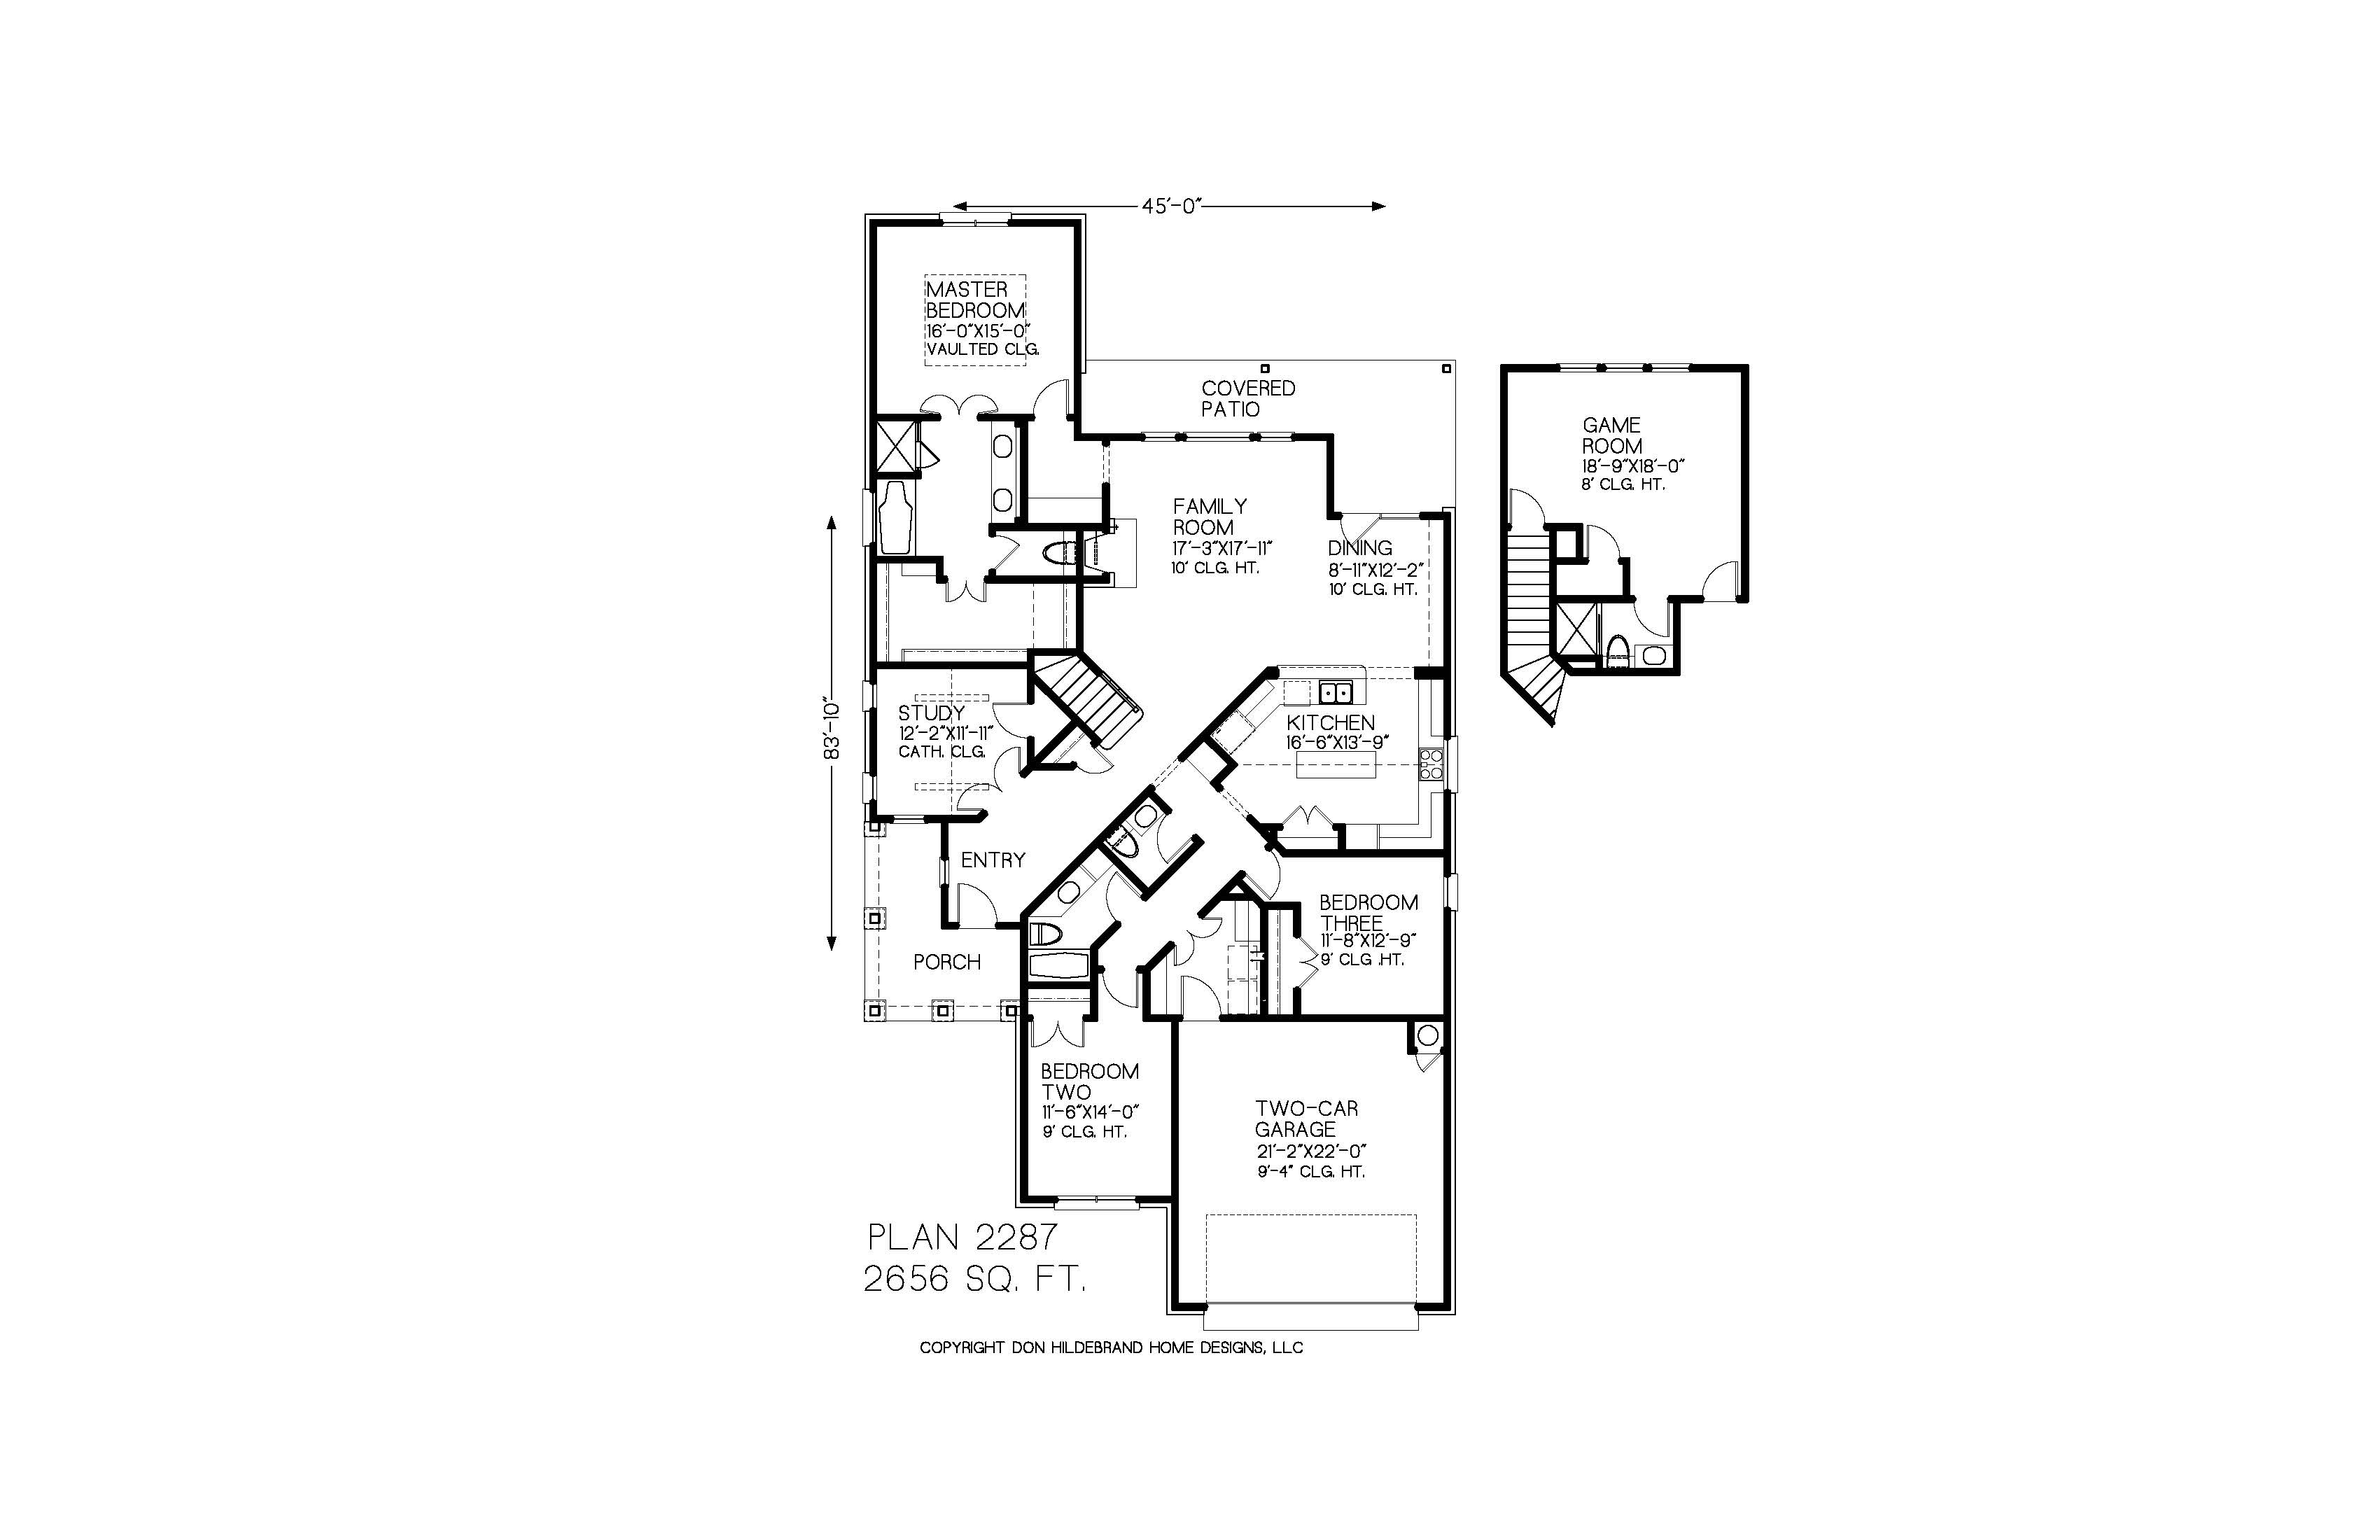 45'-0"
MASTER
BEDROOM
16'-0"X15'-0"
VAULTED CLG.
COVERED
PATIO
GAME
ROOM
18'-9"X18'-0"
8' CLG. HT.
FAMILY
ROOM
17'-3"X17'-11"
10' CLG. HT.
DINING
8'-11"X12'-2"
10' CLG. HT.
83'-10"
STUDY
12'-2"X11'-11"
CATH. CLG.
KITCHEN
16'-6"X13'-9"
ENTRY
BEDROOM
THREE
11'-8"X12'-9"
9' CLG .HT.
PORCH
BEDROOM
TWO
11'-6"X14'-0"
9' CLG. HT.
TWO-CAR
GARAGE
21'-2"X22'-0"
9'-4" CLG. HT.
PLAN 2287
2656 SQ. FT.
COPYRIGHT DON HILDEBRAND HOME DESIGNS, LLC